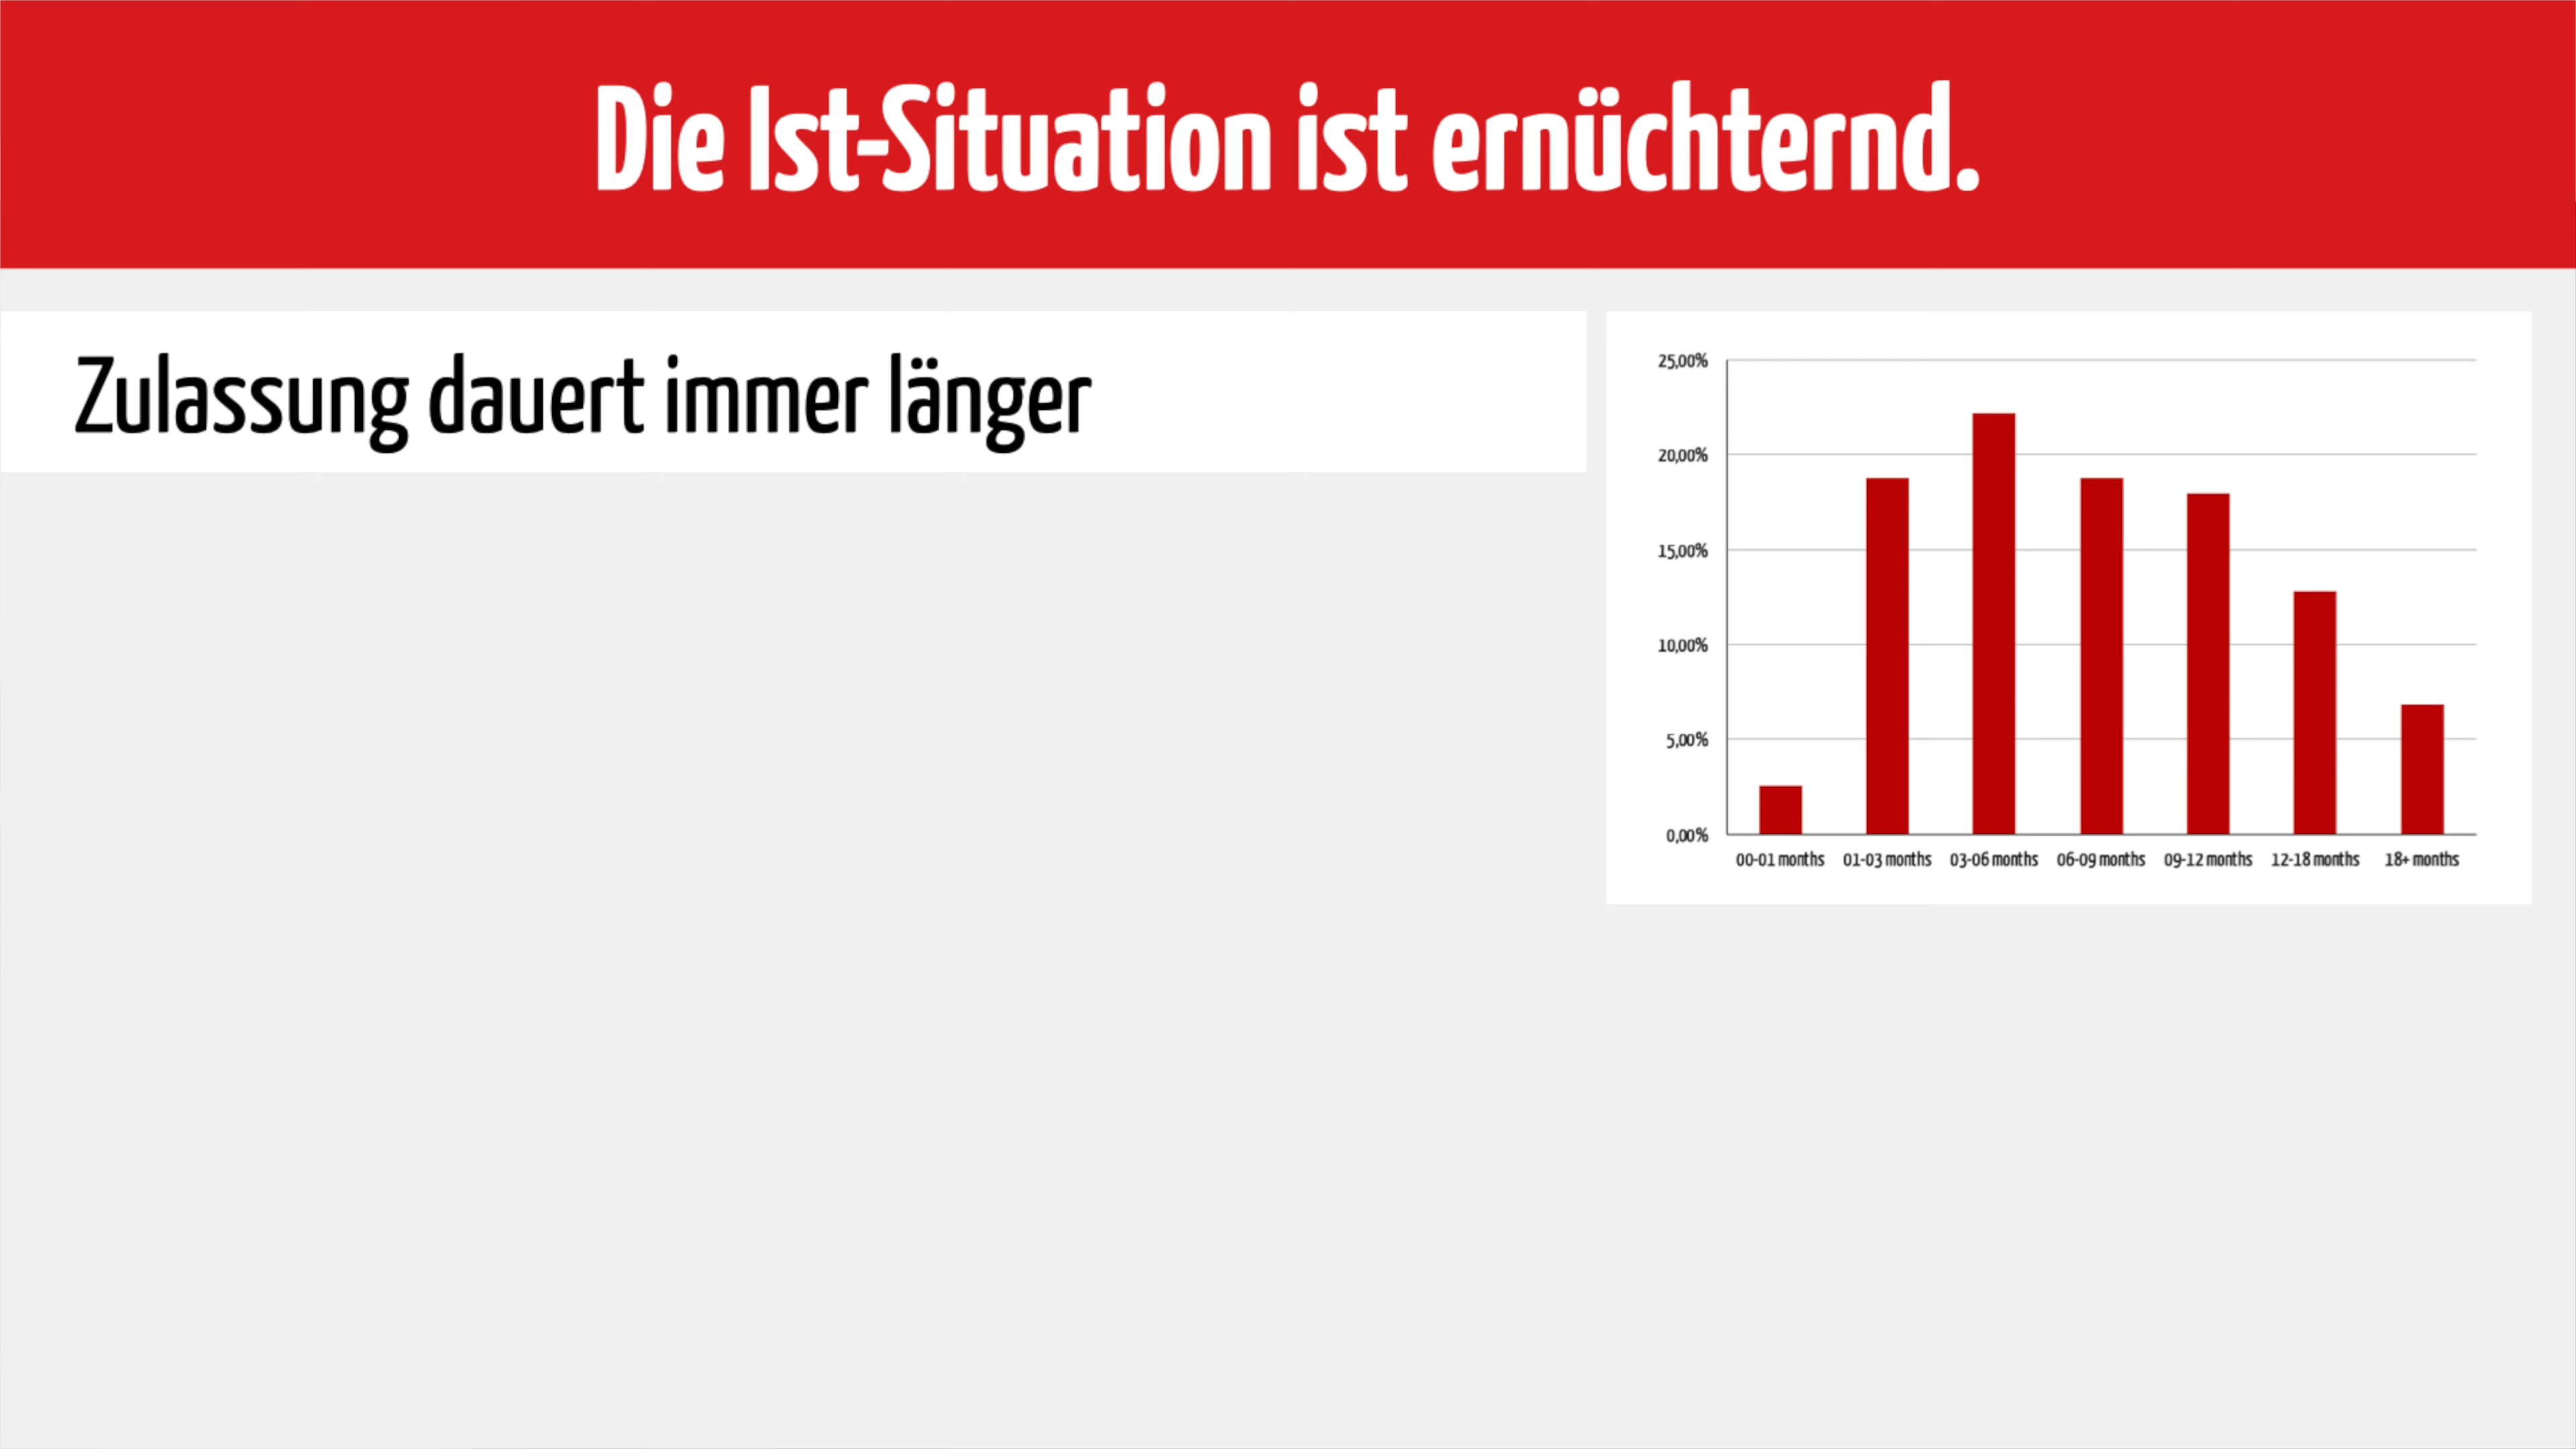 Die Ist-Situation ist ernüchternd.
Zulassung dauert immer länger
25,00%
20,00%
15,00%
10,00%
5,00%
0,00%
00-01 months 01-03 months 03-06 months 06-09 months 09-12 months 12-18 months 18+ months